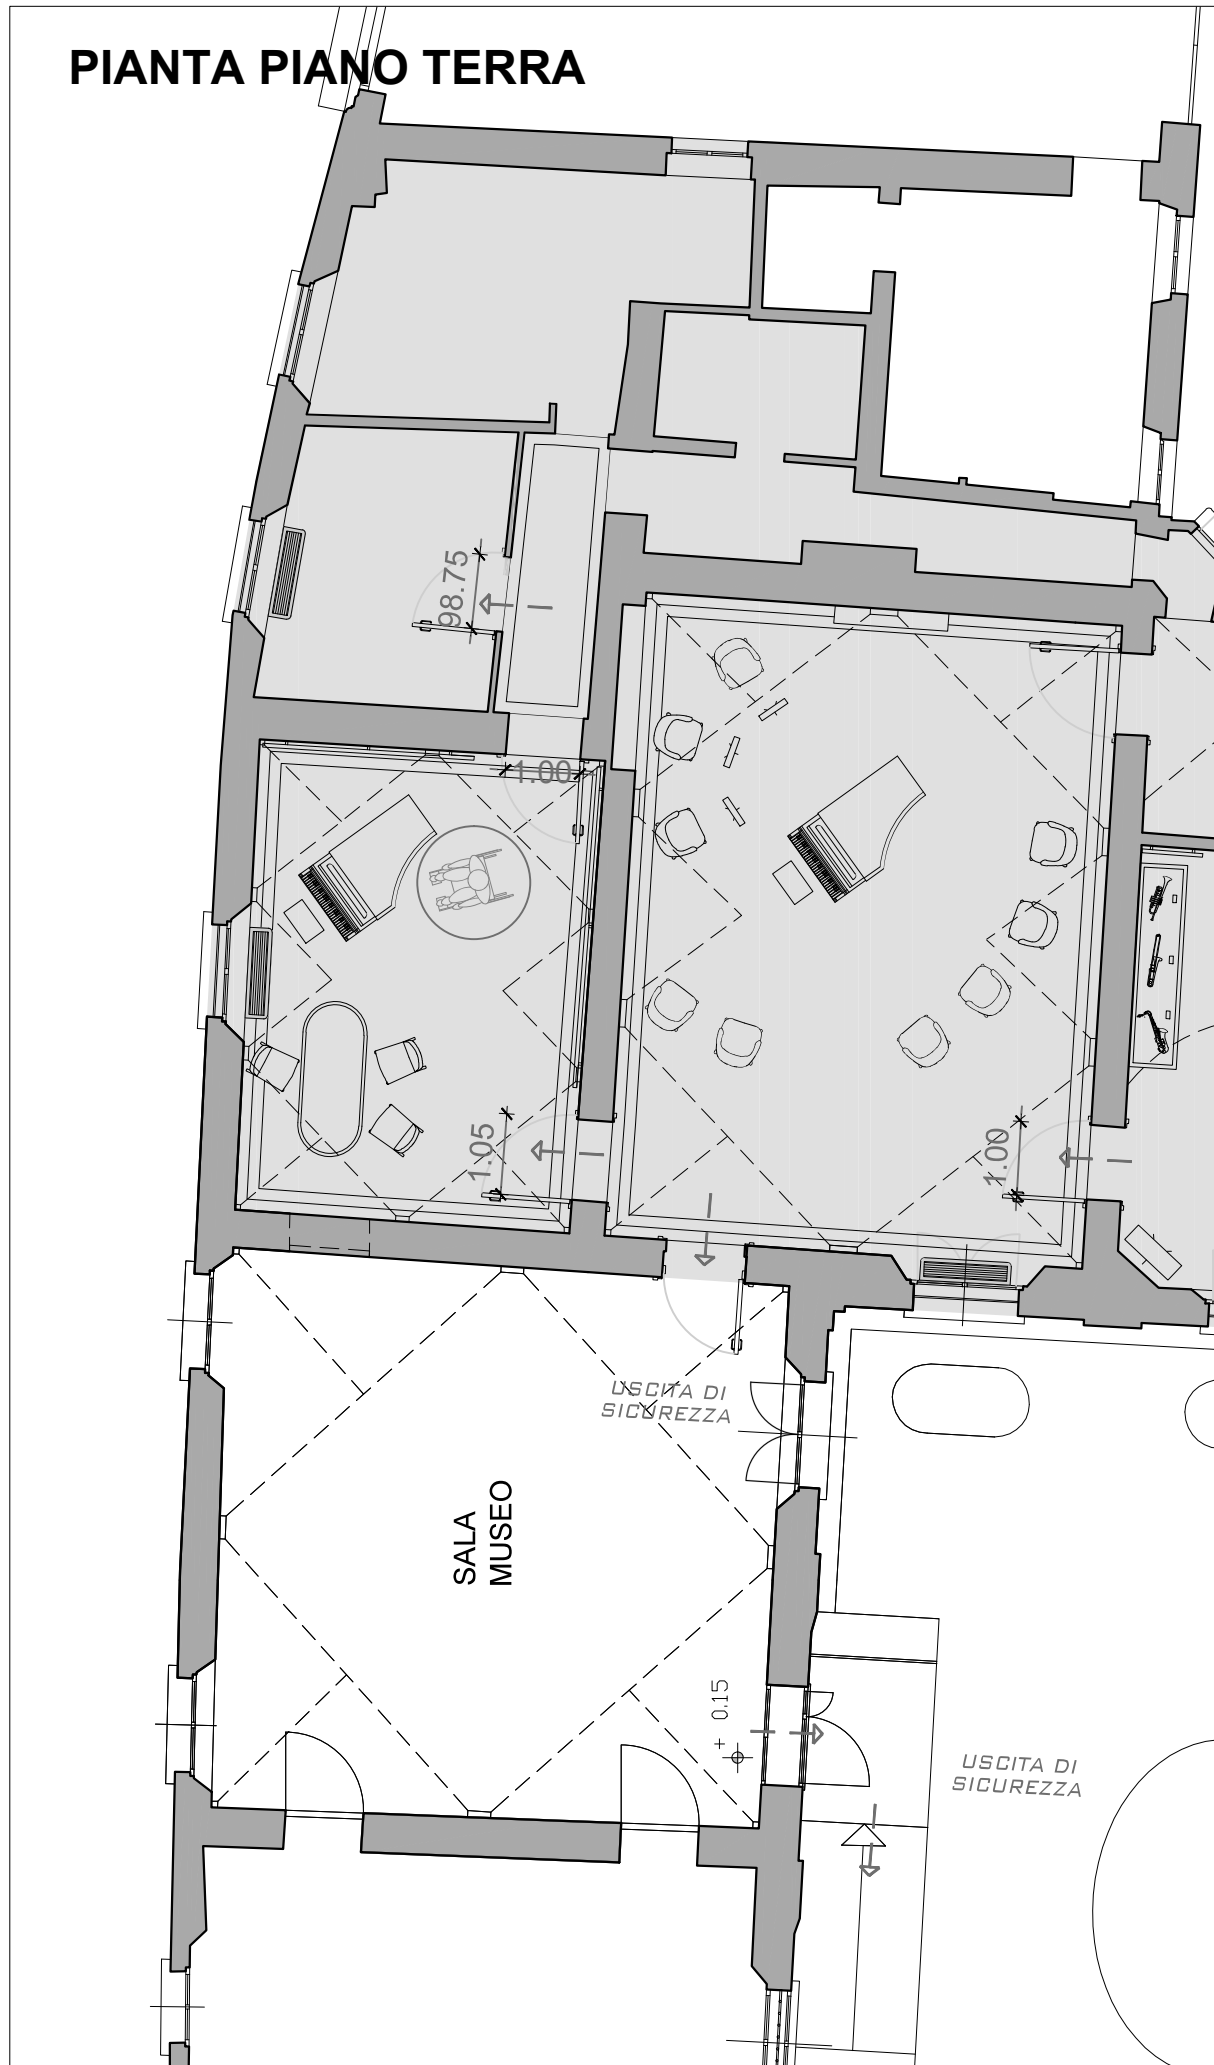 PIANTA PIANO TERRA
98.75
1.00
1.05
1.00
USCITA DI
SICUREZZA
SALA
MUSEO
+ 0.15
USCITA DI
SICUREZZA